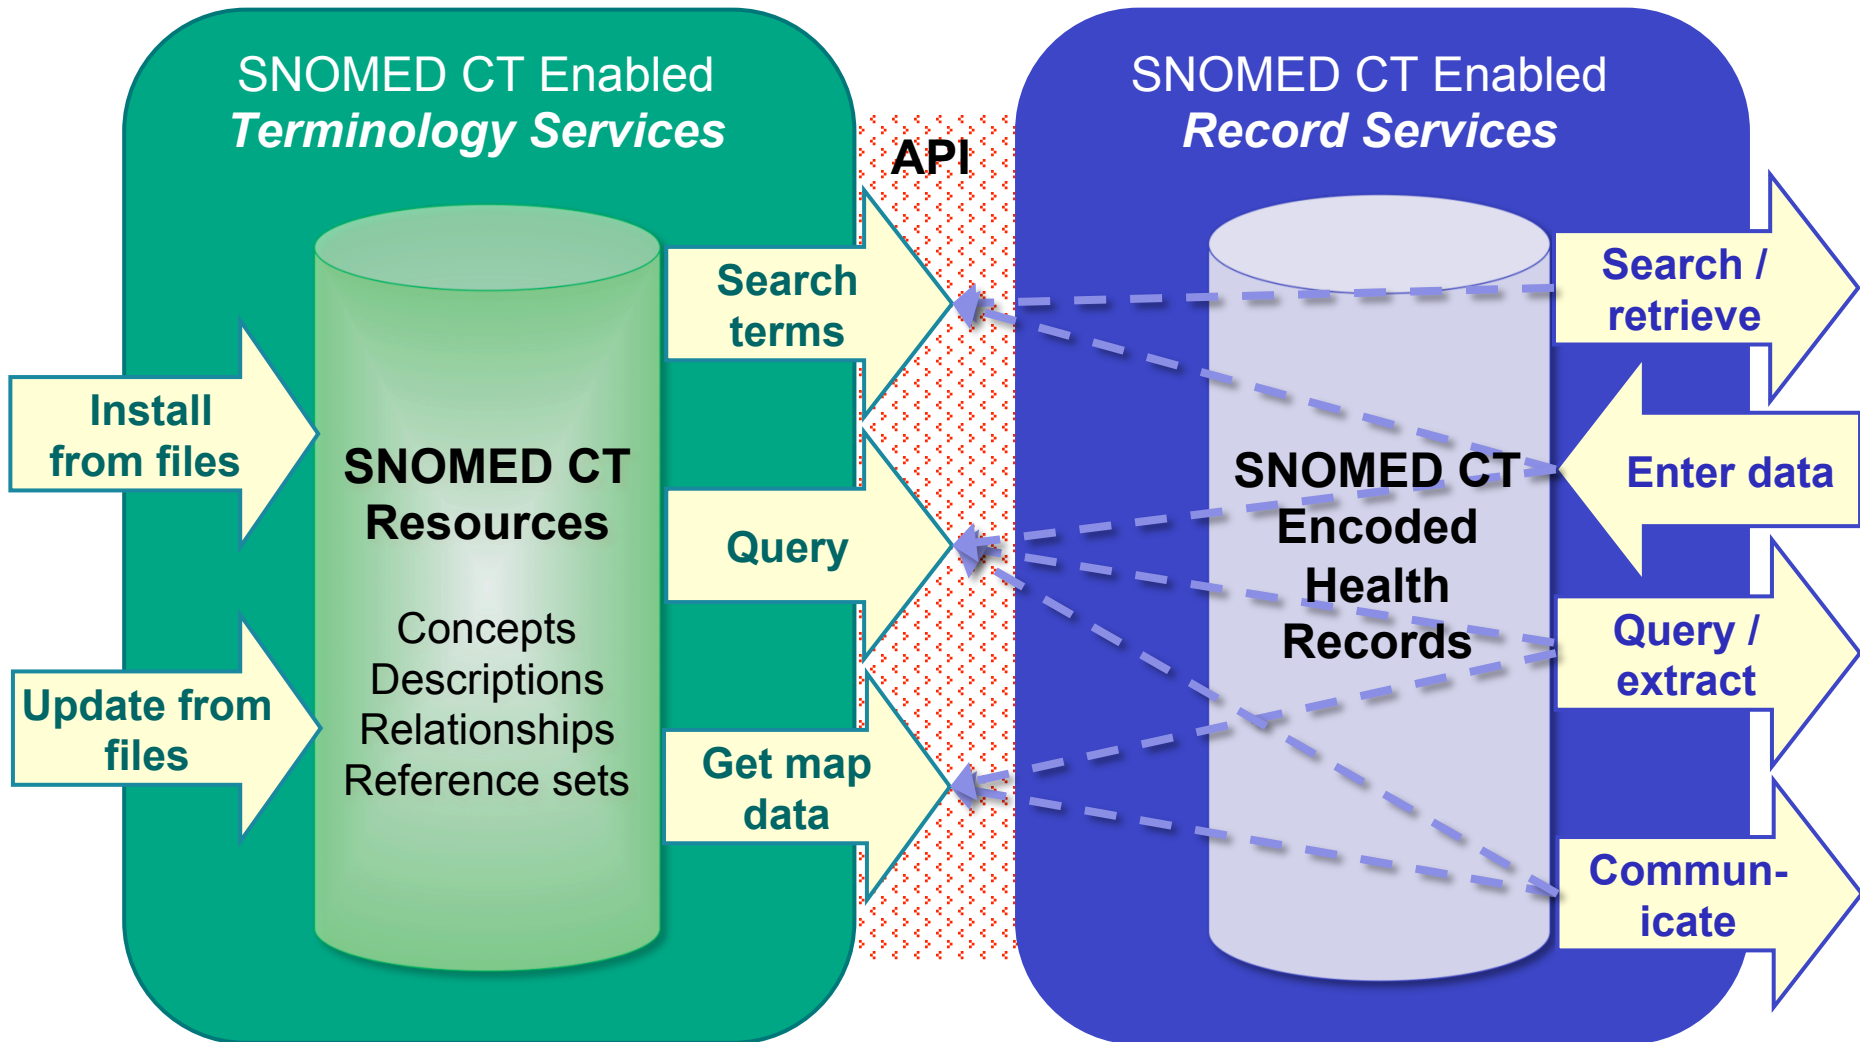 SNOMED CT Enabled
Terminology Services
API
SNOMED CT Enabled
Record Services
Install
from files
Update from
files
SNOMED CT
Resources
Concepts
Descriptions
Relationships
Reference sets
Search
terms
Query
Get map
data
SNOMED CT
Encoded
Health
Records
Search /
retrieve
Enter data
Query /
extract
Commun-
icate